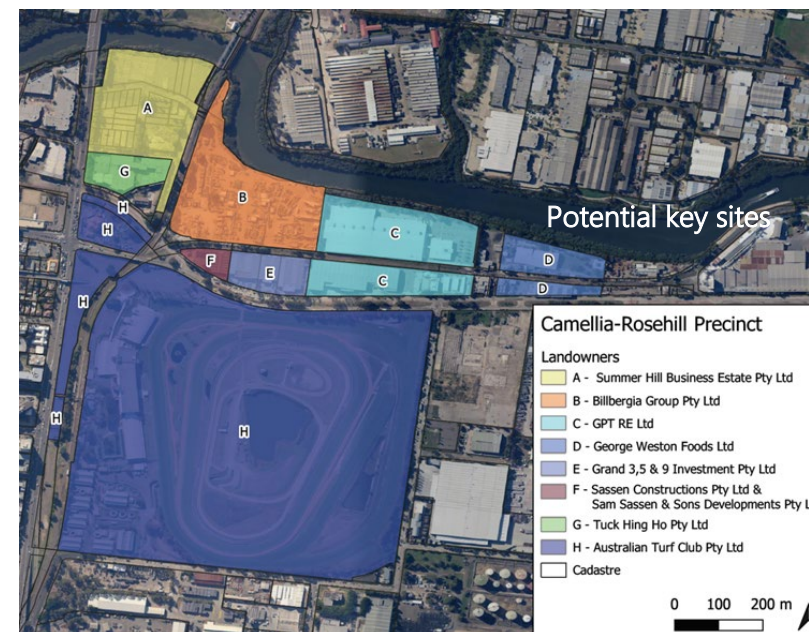 A
G
H
H
B
C
Potential key sites
F
E
C
D
D
H
H
H
Camellia-Rosehill Precinct
Landowners
A - Summer Hill Business Estate Pty Ltd
B - Billbergia Group Pty Ltd
C - GPT RE Ltd
D - George Weston Foods Ltd
E - Grand 3,5 & 9 Investment Pty Ltd
F - Sassen Constructions Pty Ltd &
Sam Sassen & Sons Developments Pty L
G - Tuck Hing Ho Pty Ltd
H - Australian Turf Club Pty Ltd
Cadastre
0 100 200 m